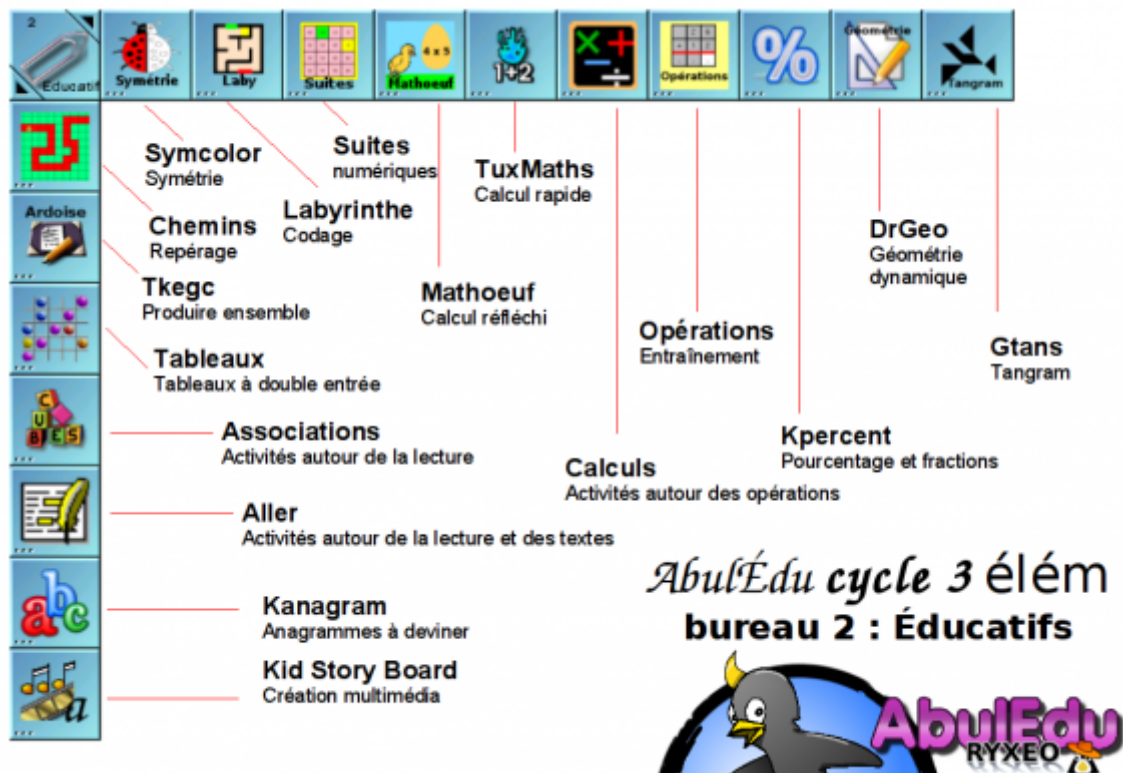 2
Educatif
Symétrie
Laby
Suites
Mathoeuf
4 x 5
1+2
Opérations
%
Géométrie
Tangram
Ardoise
CUBES
abc
a
Symcolor
Symétrie
Suites
numériques
TuxMaths
Calcul rapide
Chemins
Repérage
Labyrinthe
Codage
DrGeo
Géométrie
dynamique
Tkegc
Produire ensemble
Mathoeuf
Calcul réfléchi
Opérations
Entraînement
Gtans
Tangram
Tableaux
Tableaux à double entrée
Associations
Activités autour de la lecture
Kpercent
Pourcentage et fractions
Calculs
Activités autour des opérations
Aller
Activités autour de la lecture et des textes
AbulÉdu cycle 3 élém
bureau 2 : Éducatifs
Kanagram
Anagrammes à deviner
Kid Story Board
Création multimédia
AbulEdu
RYXEO